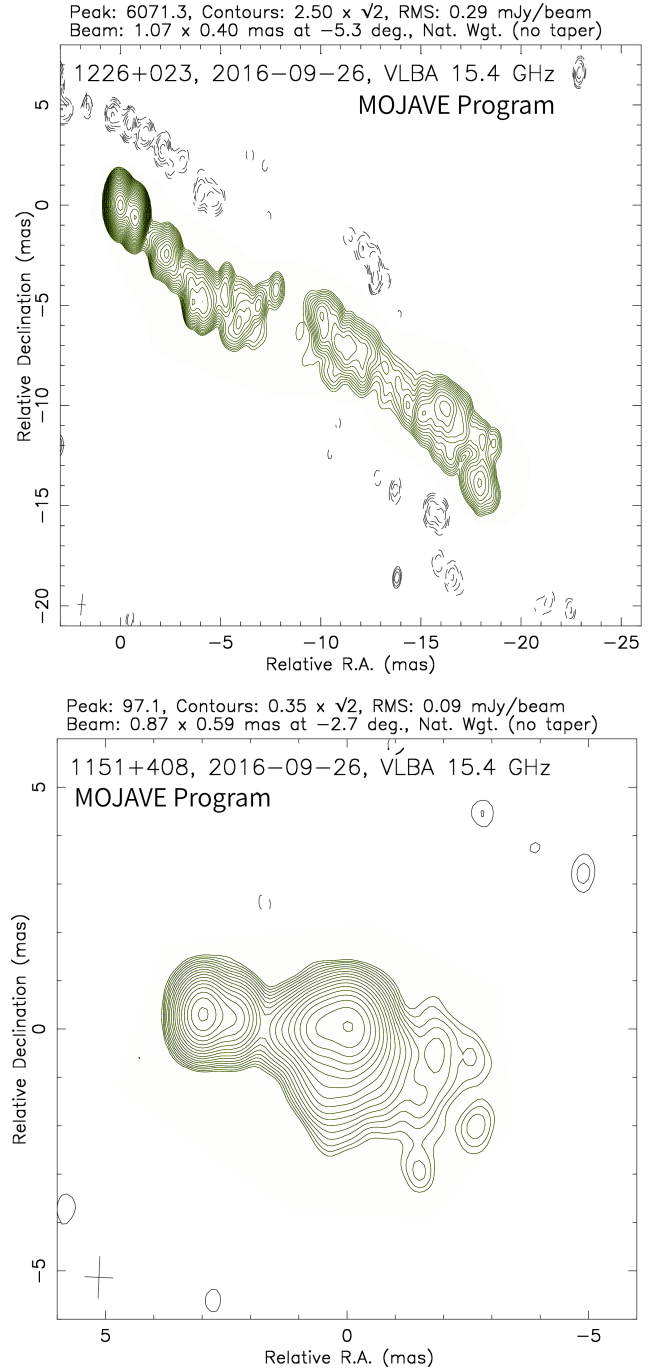 Peak: 6071.3, Contours: 2.50 x √2, RMS: 0.29 mJy/beam
Beam: 1.07 x 0.40 mas at −5.3 deg., Nat. Wgt. (no taper)
1226+023, 2016−09−26, VLBA 15.4 GHz
MOJAVE Program
5
0
−5
−10
−15
−20
Relative Declination (mas)
0
−5
−10
−15
−20
−25
Relative R.A. (mas)
Peak: 97.1, Contours: 0.35 x √2, RMS: 0.09 mJy/beam
Beam: 0.87 x 0.59 mas at −2.7 deg., Nat. Wgt. (no taper)
1151+408, 2016−09−26, VLBA 15.4 GHz
MOJAVE Program
5
0
−5
Relative Declination (mas)
5
0
−5
Relative R.A. (mas)